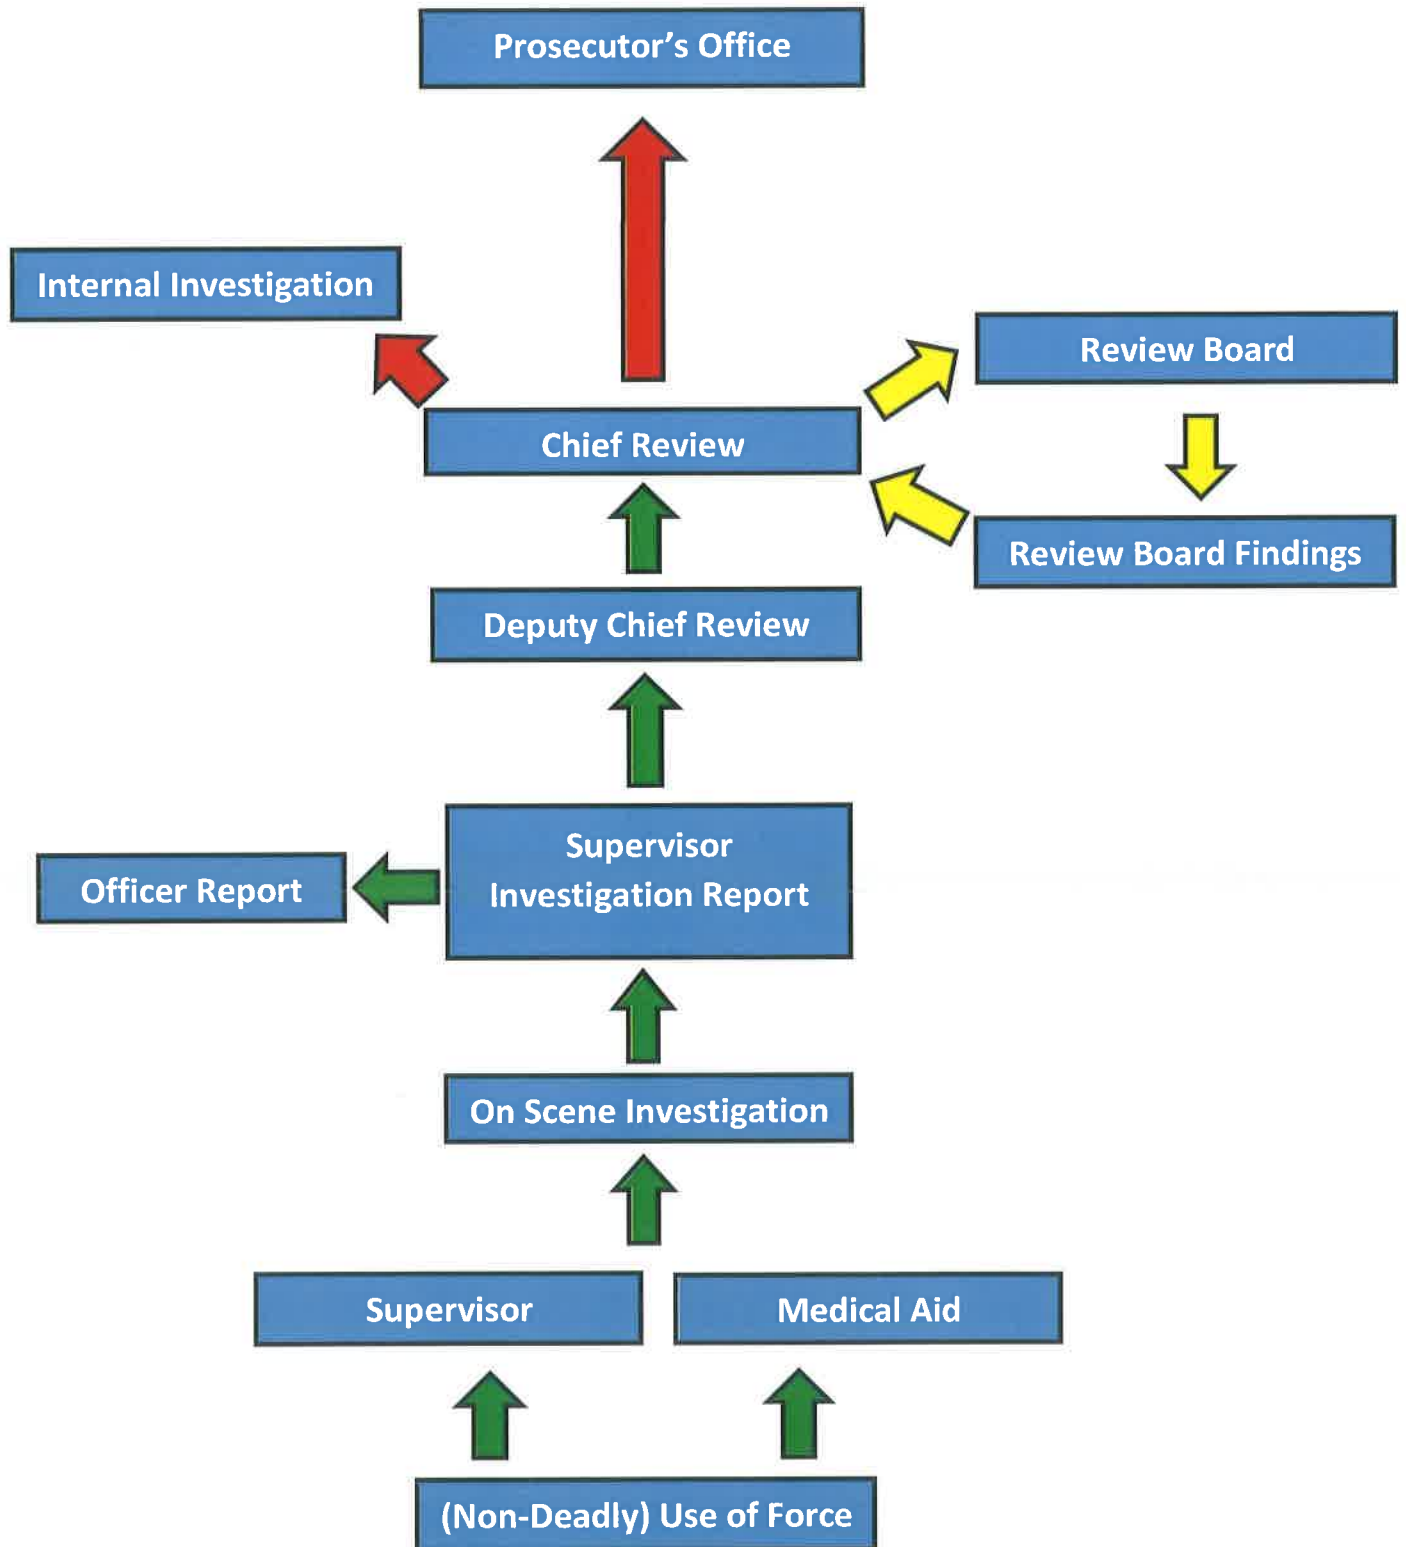 Prosecutor’s Office
Internal Investigation
Review Board
Chief Review
Review Board Findings
Deputy Chief Review
Supervisor
Investigation Report
Officer Report
On Scene Investigation
Supervisor
Medical Aid
(Non-Deadly) Use of Force